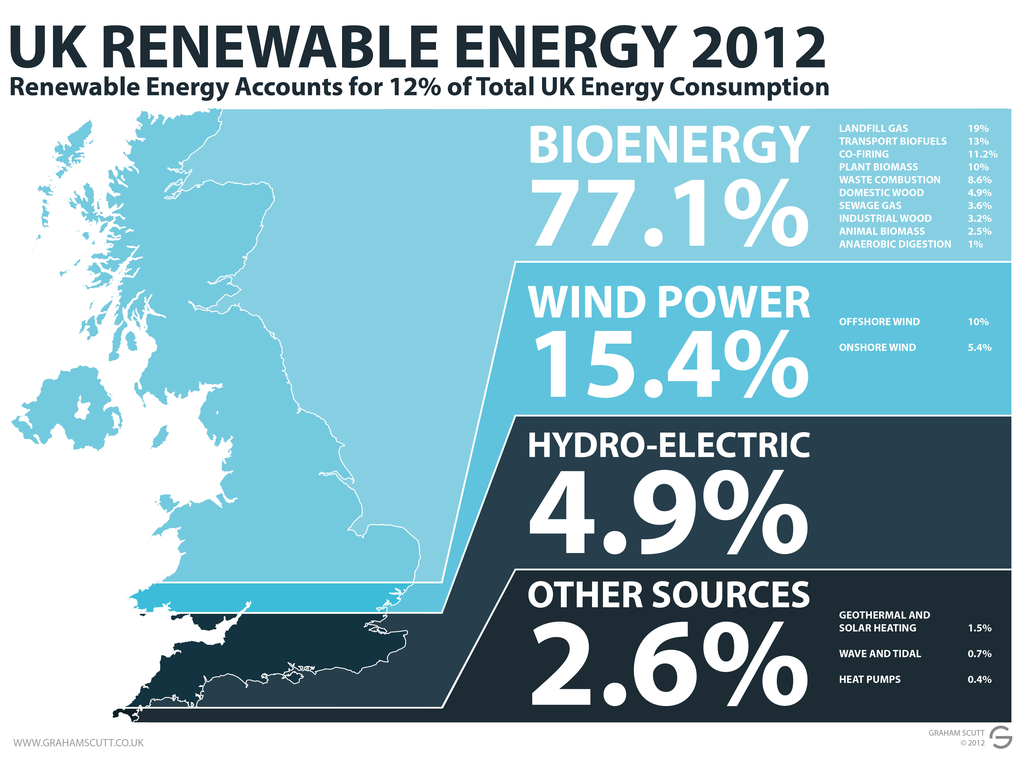 UK RENEWABLE ENERGY 2012
Renewable Energy Accounts for 12% of Total UK Energy Consumption
BIOENERGY
77.1%
LANDFILL GAS 19%
TRANSPORT BIOFUELS 13%
CO-FIRING 11.2%
PLANT BIOMASS 10%
WASTE COMBUSTION 8.6%
DOMESTIC WOOD 4.9%
SEWAGE GAS 3.6%
INDUSTRIAL WOOD 3.2%
ANIMAL BIOMASS 2.5%
ANAEROBIC DIGESTION 1%
WIND POWER
15.4%
OFFSHORE WIND 10%
ONSHORE WIND 5.4%
HYDRO-ELECTRIC
4.9%
OTHER SOURCES
2.6%
GEOTHERMAL AND
SOLAR HEATING 1.5%
WAVE AND TIDAL 0.7%
HEAT PUMPS 0.4%
WWW.GRAHAMSCUTT.CO.UK
GRAHAM SCUTT
© 2012